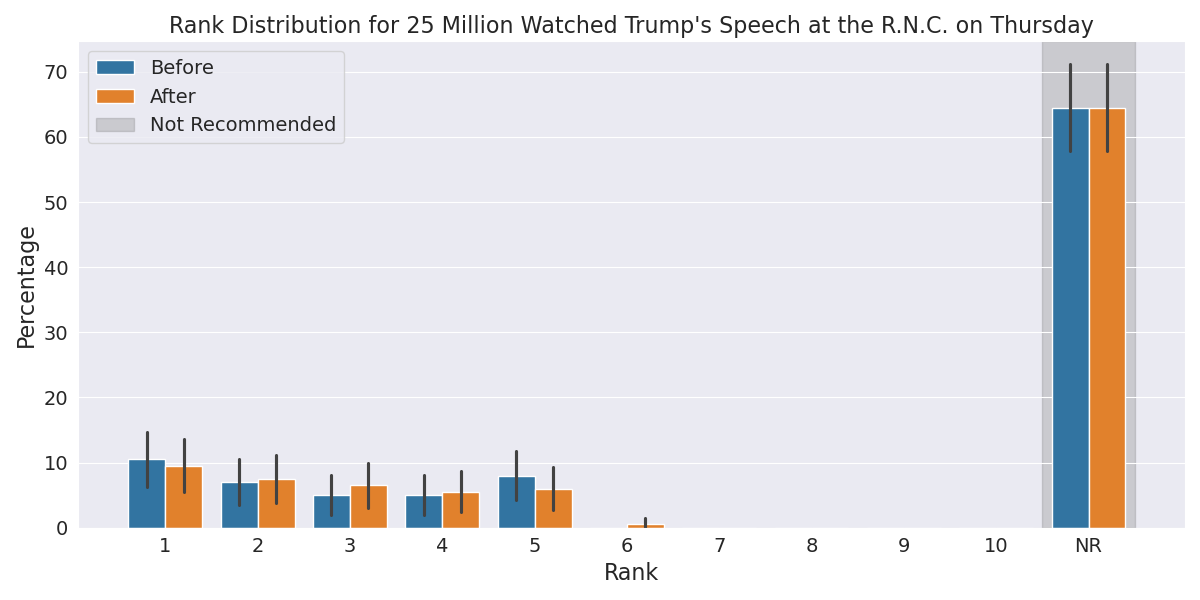 Rank Distribution for 25 Million Watched Trump's Speech at the R.N.C. on Thursday
Before
After
Not Recommended
Percentage
70
60
50
40
30
20
10
0
1 2 3 4 5 6 7 8 9 10 NR
Rank